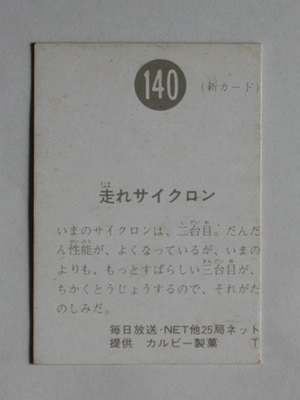 140
(新カード)
走れサイクロン
いまのサイクロンは、二台目。だんだ
ん性能が、よくなっているが、いまの
よりも、もっとすばらしい三台目が、
ちかくとうじょうするので、それがた
のしみだ。
毎日放送・NET他25局ネット
提供 カルビー製菓 T